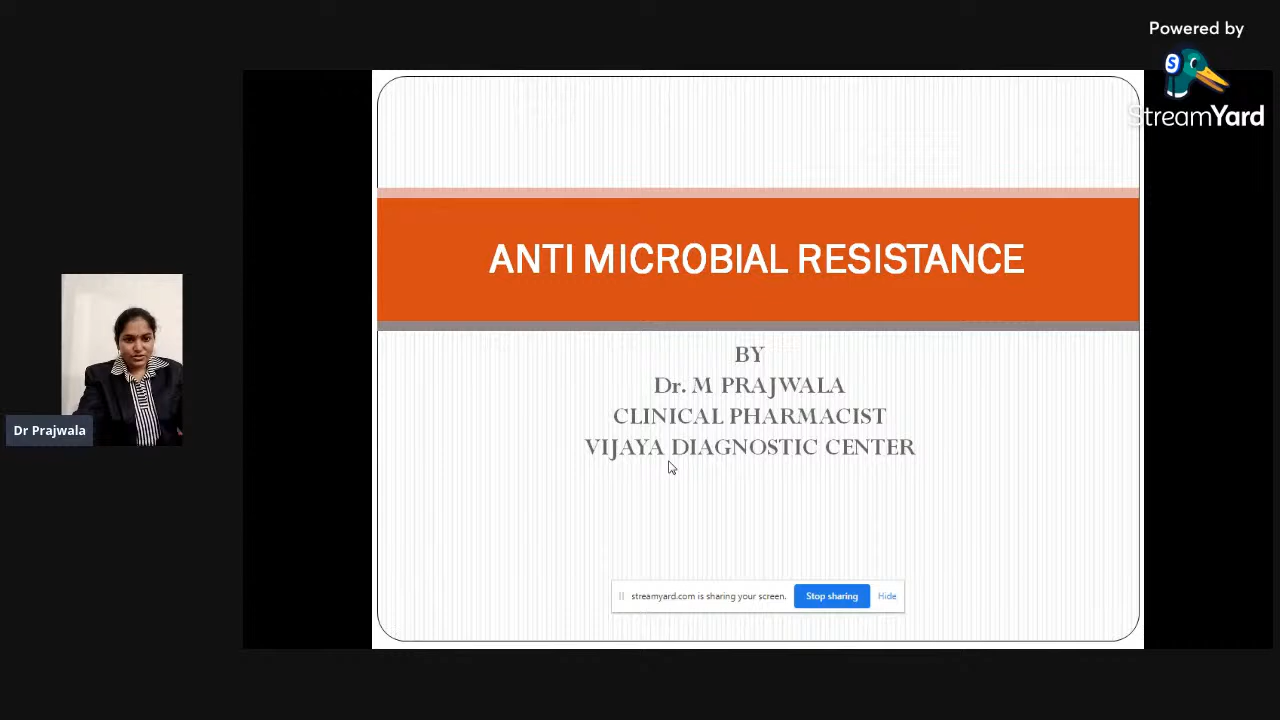 Powered by
S
StreamYard
ANTI MICROBIAL RESISTANCE
BY
Dr. M PRAJWALA
CLINICAL PHARMACIST
VIJAYA DIAGNOSTIC CENTER
Dr Prajwala
streamyard.com is sharing your screen. Stop sharing Hide